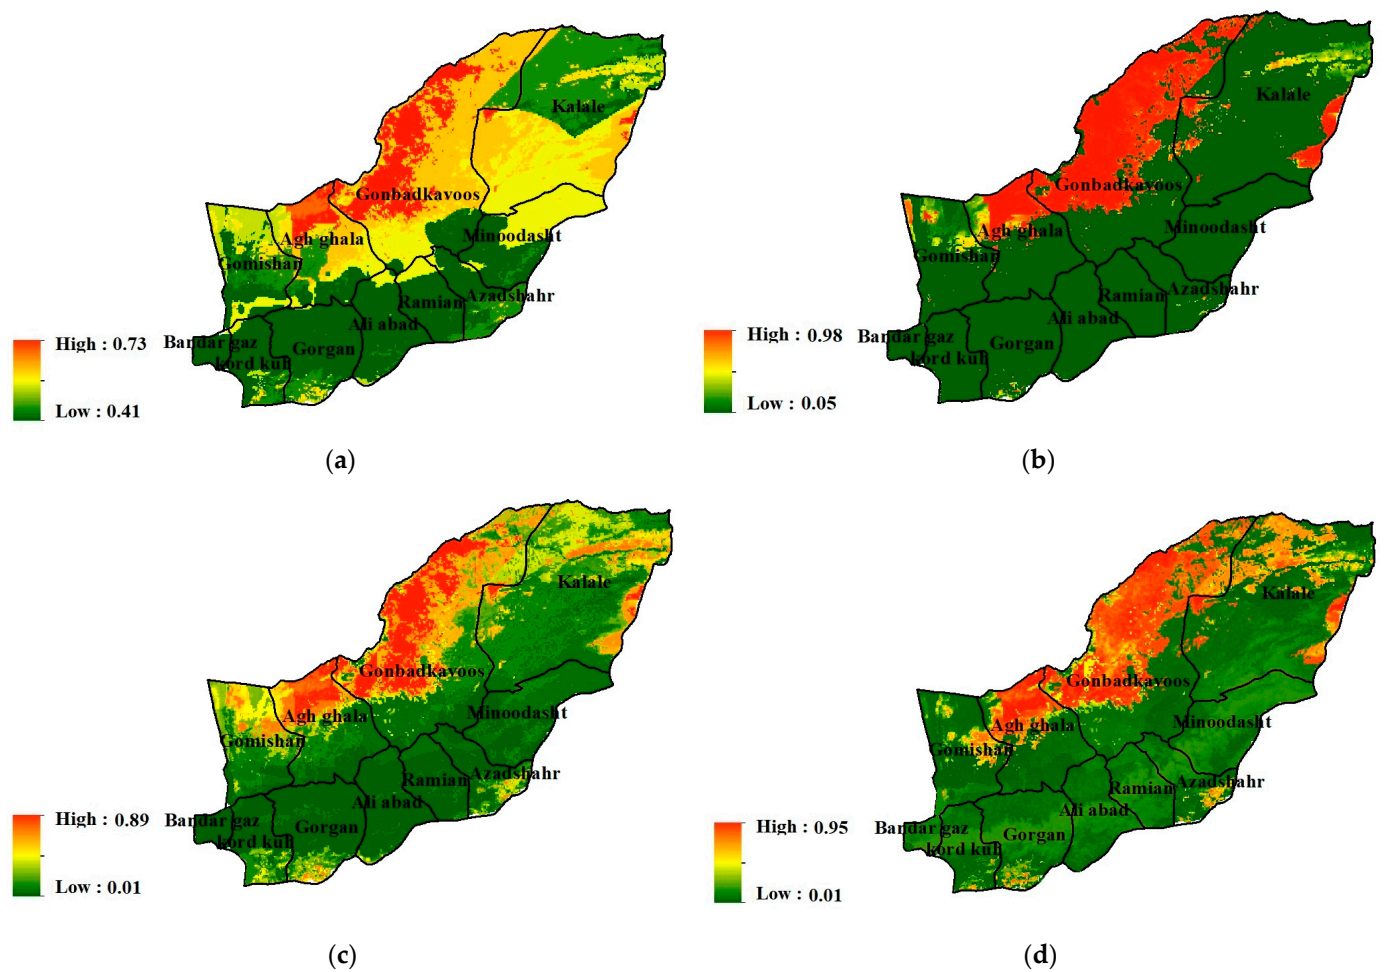 Kalale
Gonbadkavoos
Agh ghala
Minoodasht
Gomishan
Ramian
Azadshahr
Ali abad
Bandar gaz
Gorgan
kord kui
High : 0.73
Low : 0.41
(a)
Kalale
Gonbadkavoos
Agh ghala
Minoodasht
Gomishan
Ramian
Azadshahr
Ali abad
Bandar gaz
Gorgan
kord kui
High : 0.98
Low : 0.05
(b)
Kalale
Gonbadkavoos
Agh ghala
Minoodasht
Gomishan
Ramian
Azadshahr
Ali abad
Bandar gaz
Gorgan
kord kui
High : 0.89
Low : 0.01
(c)
Kalale
Gonbadkavoos
Agh ghala
Minoodasht
Gomishan
Ramian
Azadshahr
Ali abad
Bandar gaz
Gorgan
kord kui
High : 0.95
Low : 0.01
(d)